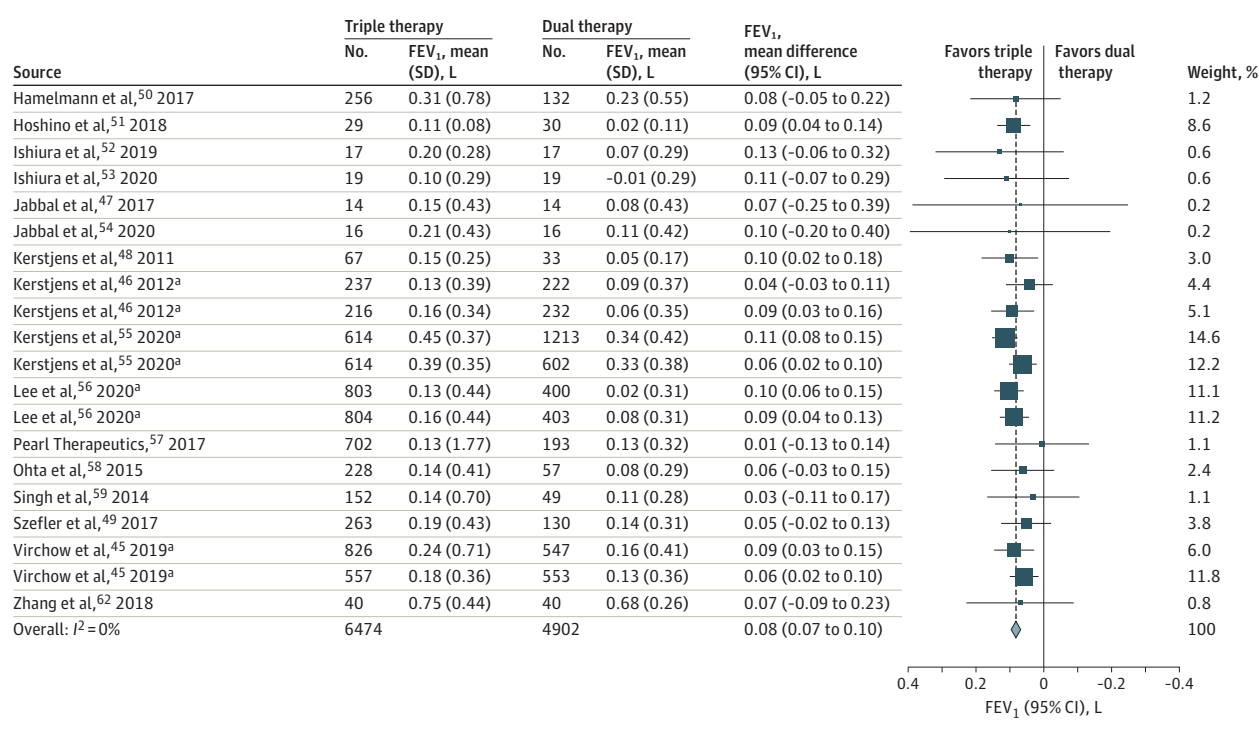 Triple therapy Dual therapy FEV₁, mean difference (95% CI), L Favors triple therapy Favors dual therapy
Source No. FEV₁, mean (SD), L No. FEV₁, mean (SD), L Weight, %
Hamelmann et al,⁵⁰ 2017 256 0.31 (0.78) 132 0.23 (0.55) 0.08 (-0.05 to 0.22) 1.2
Hoshino et al,⁵¹ 2018 29 0.11 (0.08) 30 0.02 (0.11) 0.09 (0.04 to 0.14) 8.6
Ishiura et al,⁵² 2019 17 0.20 (0.28) 17 0.07 (0.29) 0.13 (-0.06 to 0.32) 0.6
Ishiura et al,⁵³ 2020 19 0.10 (0.29) 19 -0.01 (0.29) 0.11 (-0.07 to 0.29) 0.6
Jabbal et al,⁴⁷ 2017 14 0.15 (0.43) 14 0.08 (0.43) 0.07 (-0.25 to 0.39) 0.2
Jabbal et al,⁵⁴ 2020 16 0.21 (0.43) 16 0.11 (0.42) 0.10 (-0.20 to 0.40) 0.2
Kerstjens et al,⁴⁸ 2011 67 0.15 (0.25) 33 0.05 (0.17) 0.10 (0.02 to 0.18) 3.0
Kerstjens et al,⁴⁶ 2012ᵃ 237 0.13 (0.39) 222 0.09 (0.37) 0.04 (-0.03 to 0.11) 4.4
Kerstjens et al,⁴⁶ 2012ᵃ 216 0.16 (0.34) 232 0.06 (0.35) 0.09 (0.03 to 0.16) 5.1
Kerstjens et al,⁵⁵ 2020ᵃ 614 0.45 (0.37) 1213 0.34 (0.42) 0.11 (0.08 to 0.15) 14.6
Kerstjens et al,⁵⁵ 2020ᵃ 614 0.39 (0.35) 602 0.33 (0.38) 0.06 (0.02 to 0.10) 12.2
Lee et al,⁵⁶ 2020ᵃ 803 0.13 (0.44) 400 0.02 (0.31) 0.10 (0.06 to 0.15) 11.1
Lee et al,⁵⁶ 2020ᵃ 804 0.16 (0.44) 403 0.08 (0.31) 0.09 (0.04 to 0.13) 11.2
Pearl Therapeutics,⁵⁷ 2017 702 0.13 (1.77) 193 0.13 (0.32) 0.01 (-0.13 to 0.14) 1.1
Ohta et al,⁵⁸ 2015 228 0.14 (0.41) 57 0.08 (0.29) 0.06 (-0.03 to 0.15) 2.4
Singh et al,⁵⁹ 2014 152 0.14 (0.70) 49 0.11 (0.28) 0.03 (-0.11 to 0.17) 1.1
Szefler et al,⁴⁹ 2017 263 0.19 (0.43) 130 0.14 (0.31) 0.05 (-0.02 to 0.13) 3.8
Virchow et al,⁴⁵ 2019ᵃ 826 0.24 (0.71) 547 0.16 (0.41) 0.09 (0.03 to 0.15) 6.0
Virchow et al,⁴⁵ 2019ᵃ 557 0.18 (0.36) 553 0.13 (0.36) 0.06 (0.02 to 0.10) 11.8
Zhang et al,⁶² 2018 40 0.75 (0.44) 40 0.68 (0.26) 0.07 (-0.09 to 0.23) 0.8
Overall: I² = 0% 6474 4902 0.08 (0.07 to 0.10) 100
0.4 0.2 0 -0.2 -0.4
FEV₁ (95% CI), L